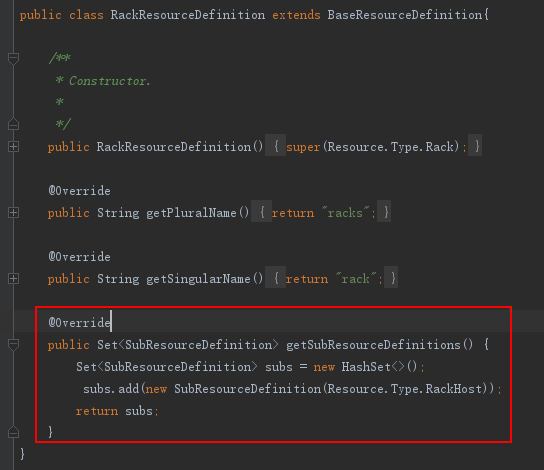 public class RackResourceDefinition extends BaseResourceDefinition{
/**
* Constructor.
*
*/
public RackResourceDefinition() { super(Resource.Type.Rack); }
@Override
public String getPluralName() { return "racks"; }
@Override
public String getSingularName() { return "rack"; }
@Override
public Set<SubResourceDefinition> getSubResourceDefinitions() {
Set<SubResourceDefinition> subs = new HashSet<>();
subs.add(new SubResourceDefinition(Resource.Type.RackHost));
return subs;
}
}